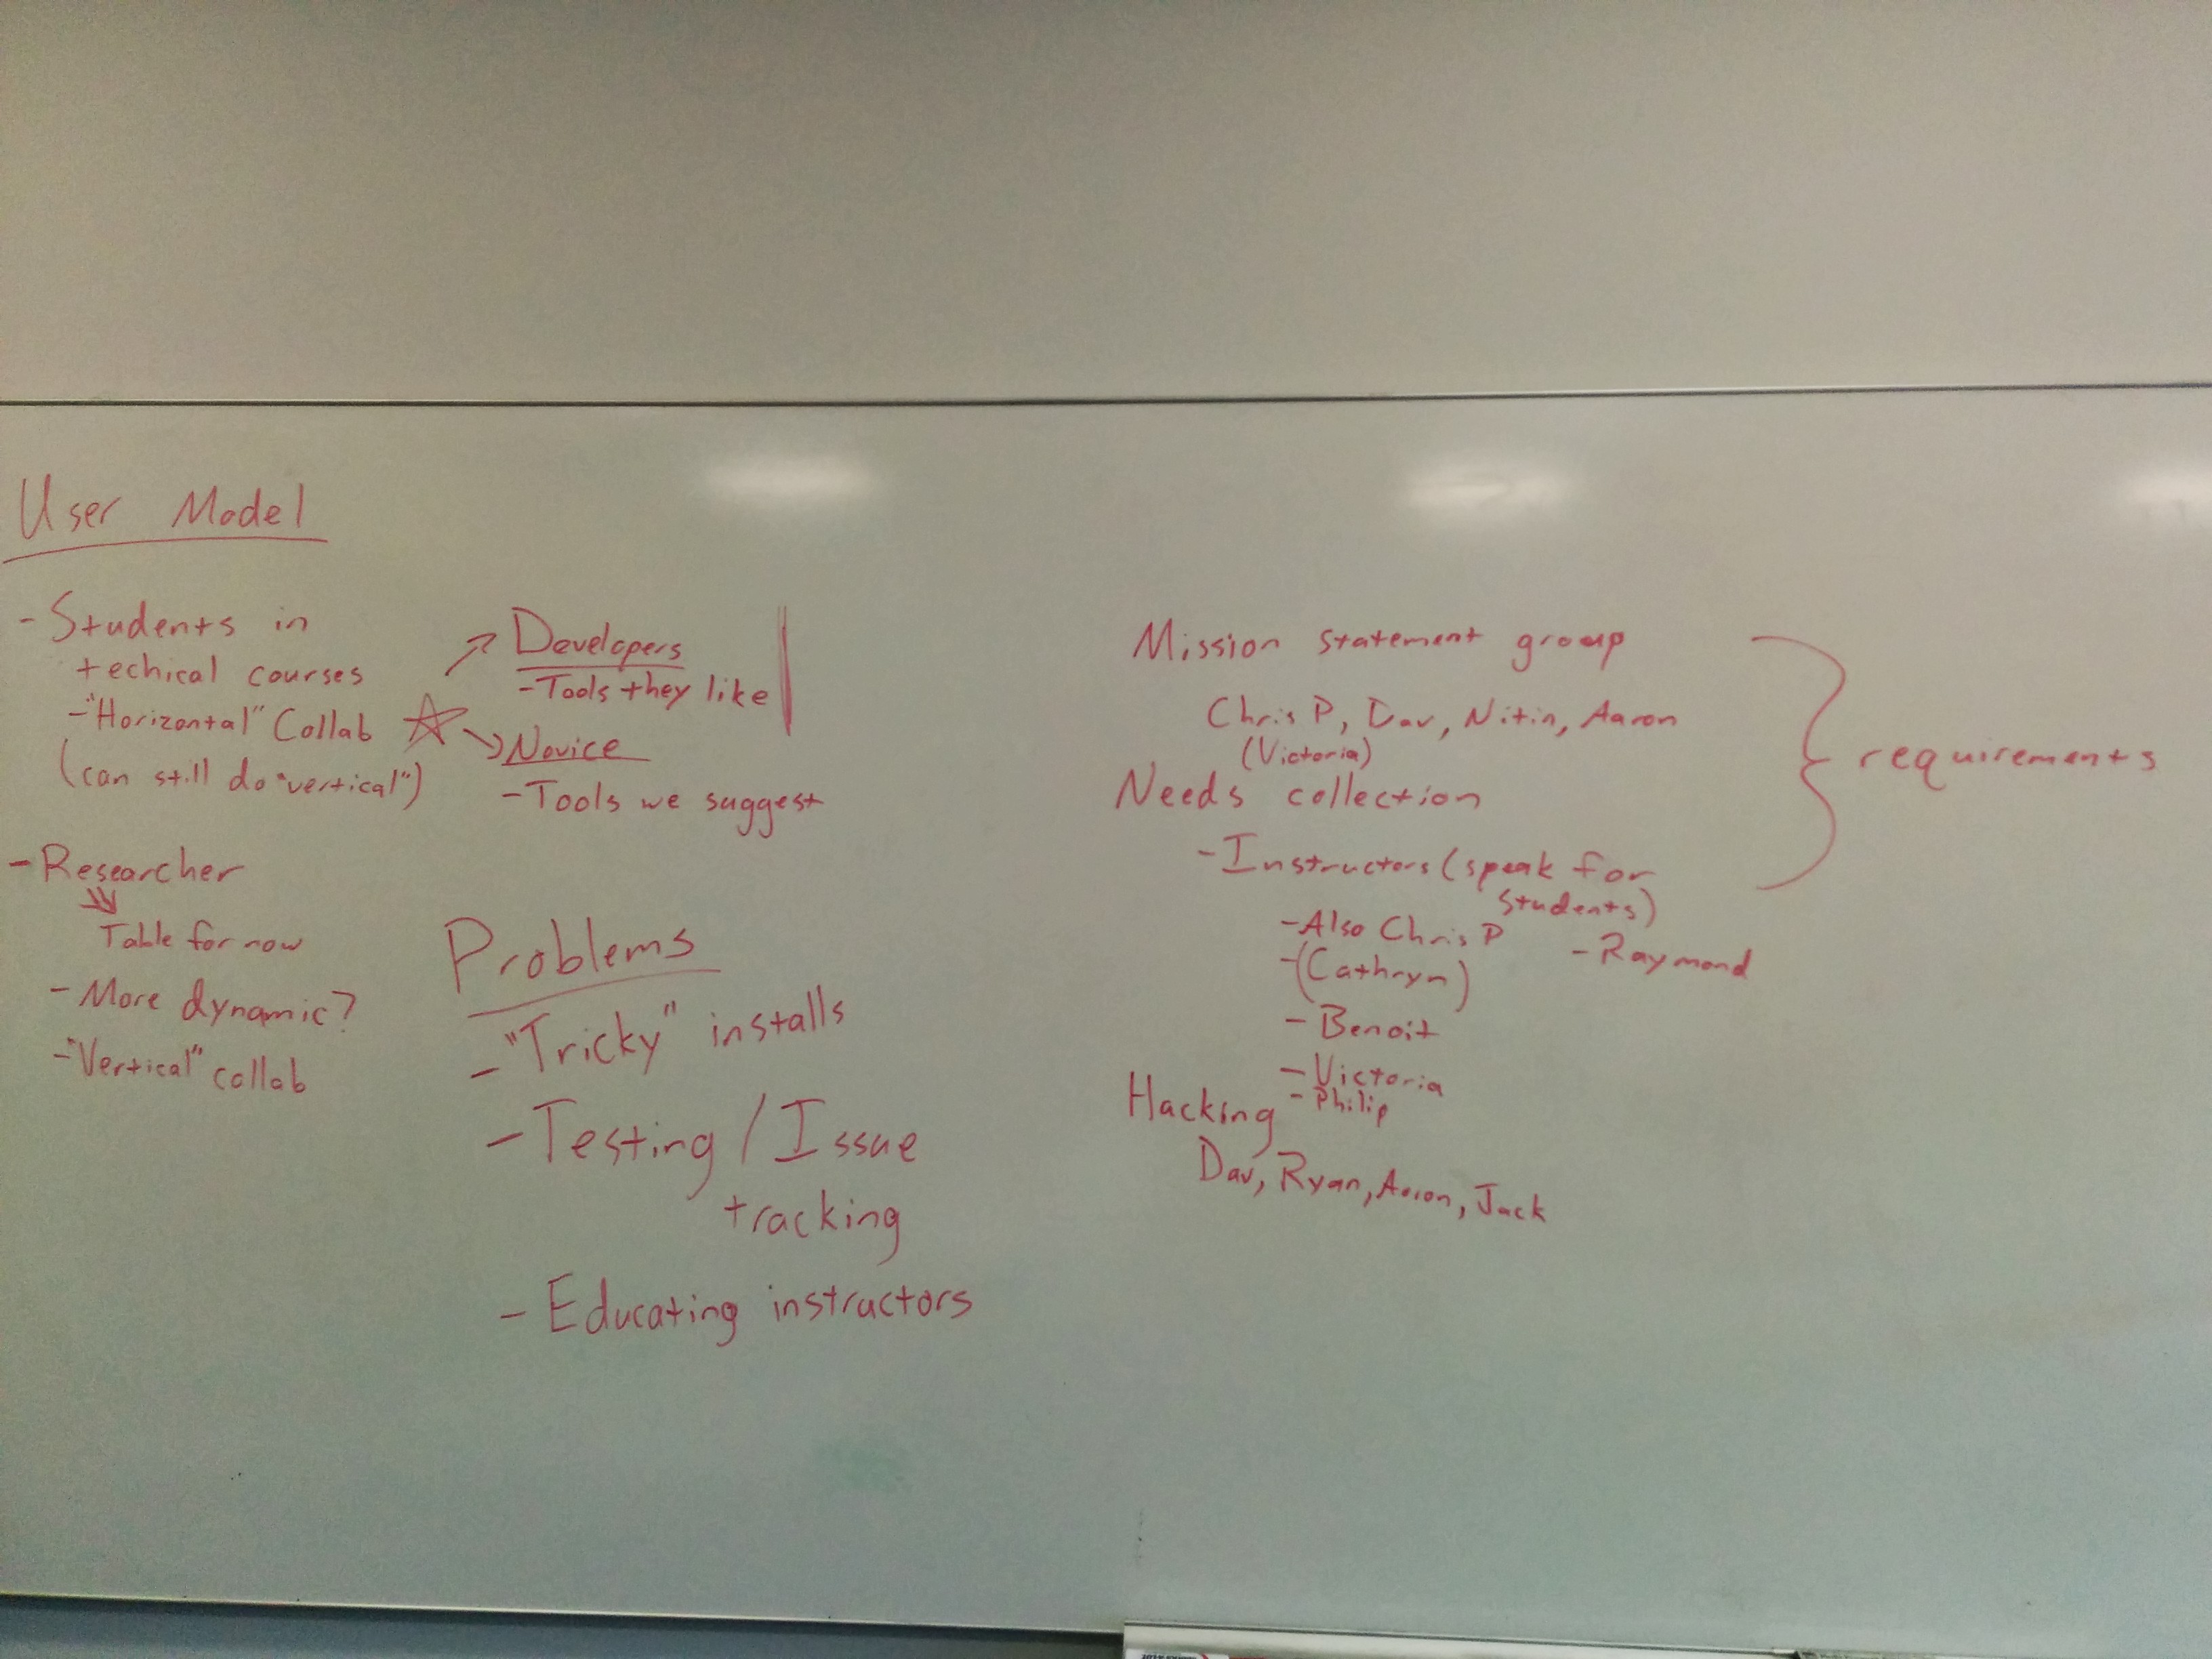 User Model
- Students in
techical courses
- "Horizontal" Collab
(can still do "vertical")
Developers
- Tools they like
Novice
- Tools we suggest
- Researcher
Table for now
- More dynamic?
- "Vertical" collab
Problems
- "Tricky" installs
- Testing / Issue
tracking
- Educating instructors
Mission statement group
Chris P, Dav, Nitin, Aaron
(Victoria)
Needs collection
- Instructors (speak for
students)
- Also Chris P
- Raymond
- (Cathryn)
- Benoit
- Victoria
- Philip
Hacking
Dav, Ryan, Aaron, Jack
requirements